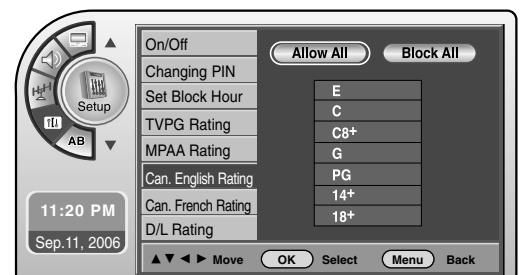 Setup
AB
11:20 PM
Sep.11, 2006
On/Off
Changing PIN
Set Block Hour
TVPG Rating
MPAA Rating
Can. English Rating
Can. French Rating
D/L Rating
Allow All
Block All
E
C
C8+
G
PG
14+
18+
▲▼◄► Move
OK Select
Menu Back